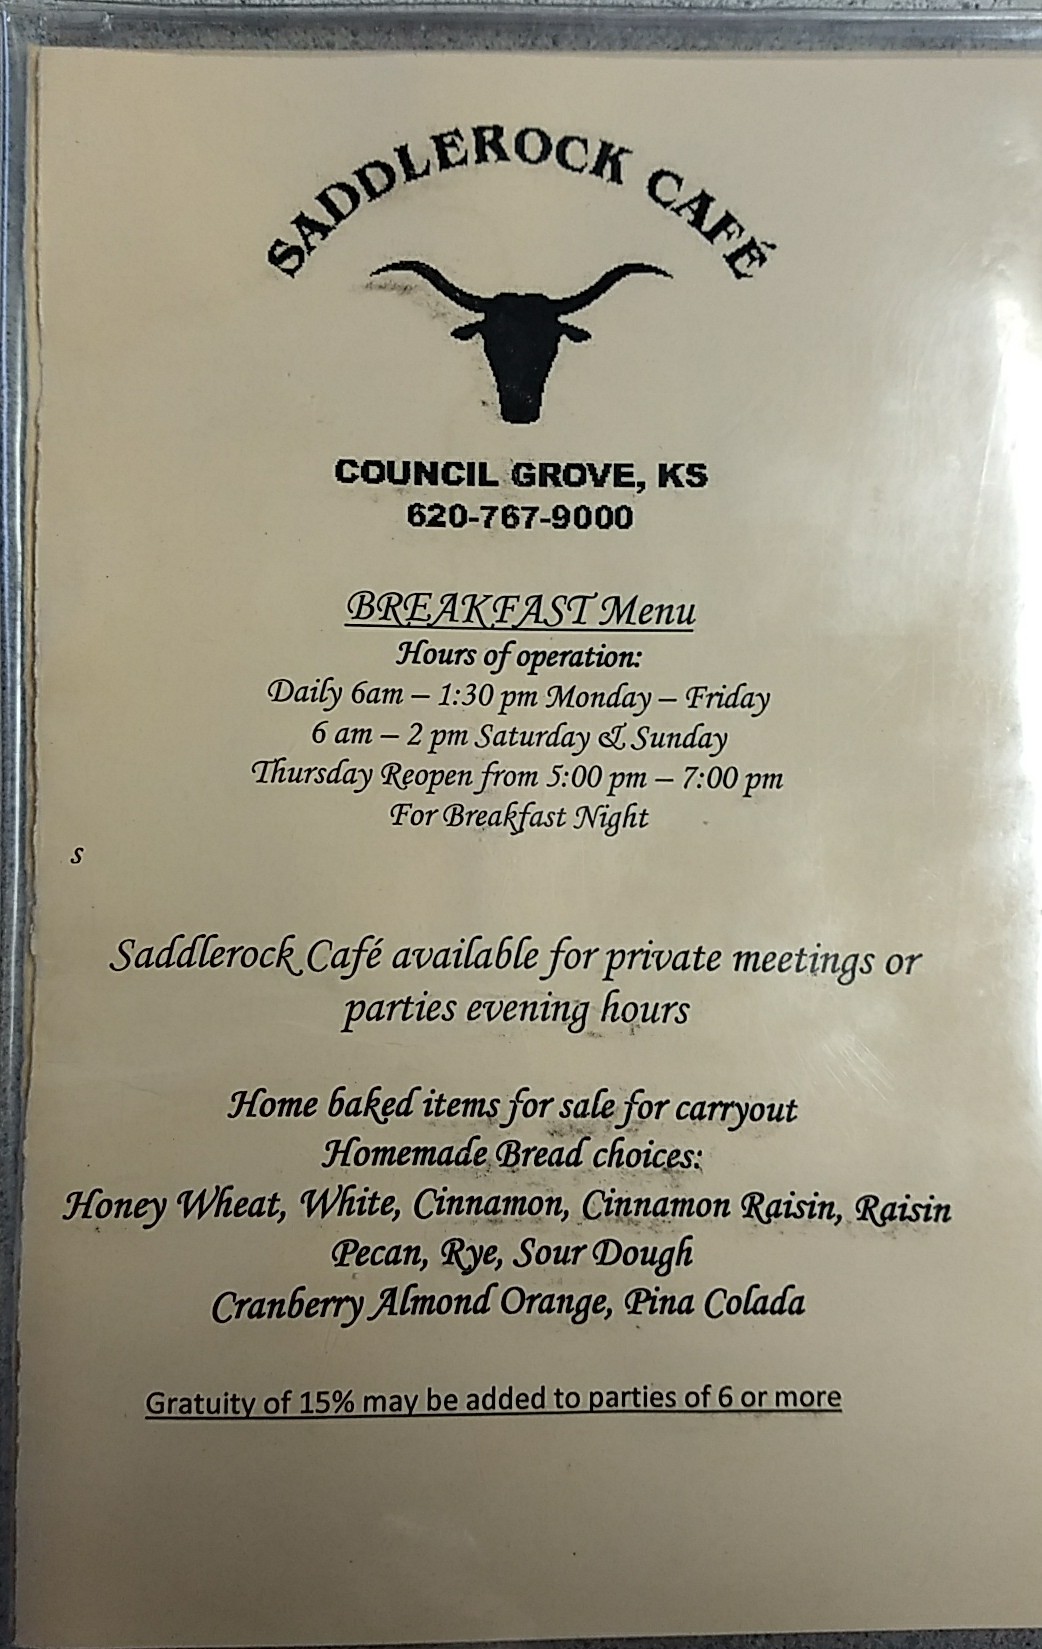 SADDLEROCK CAFÉ
COUNCIL GROVE, KS
620-767-9000
BREAKFAST Menu
Hours of operation:
Daily 6am – 1:30 pm Monday – Friday
6 am – 2 pm Saturday & Sunday
Thursday Reopen from 5:00 pm – 7:00 pm
For Breakfast Night
s
Saddlerock Café available for private meetings or
parties evening hours
Home baked items for sale for carryout
Homemade Bread choices:
Honey Wheat, White, Cinnamon, Cinnamon Raisin, Raisin
Pecan, Rye, Sour Dough
Cranberry Almond Orange, Pina Colada
Gratuity of 15% may be added to parties of 6 or more